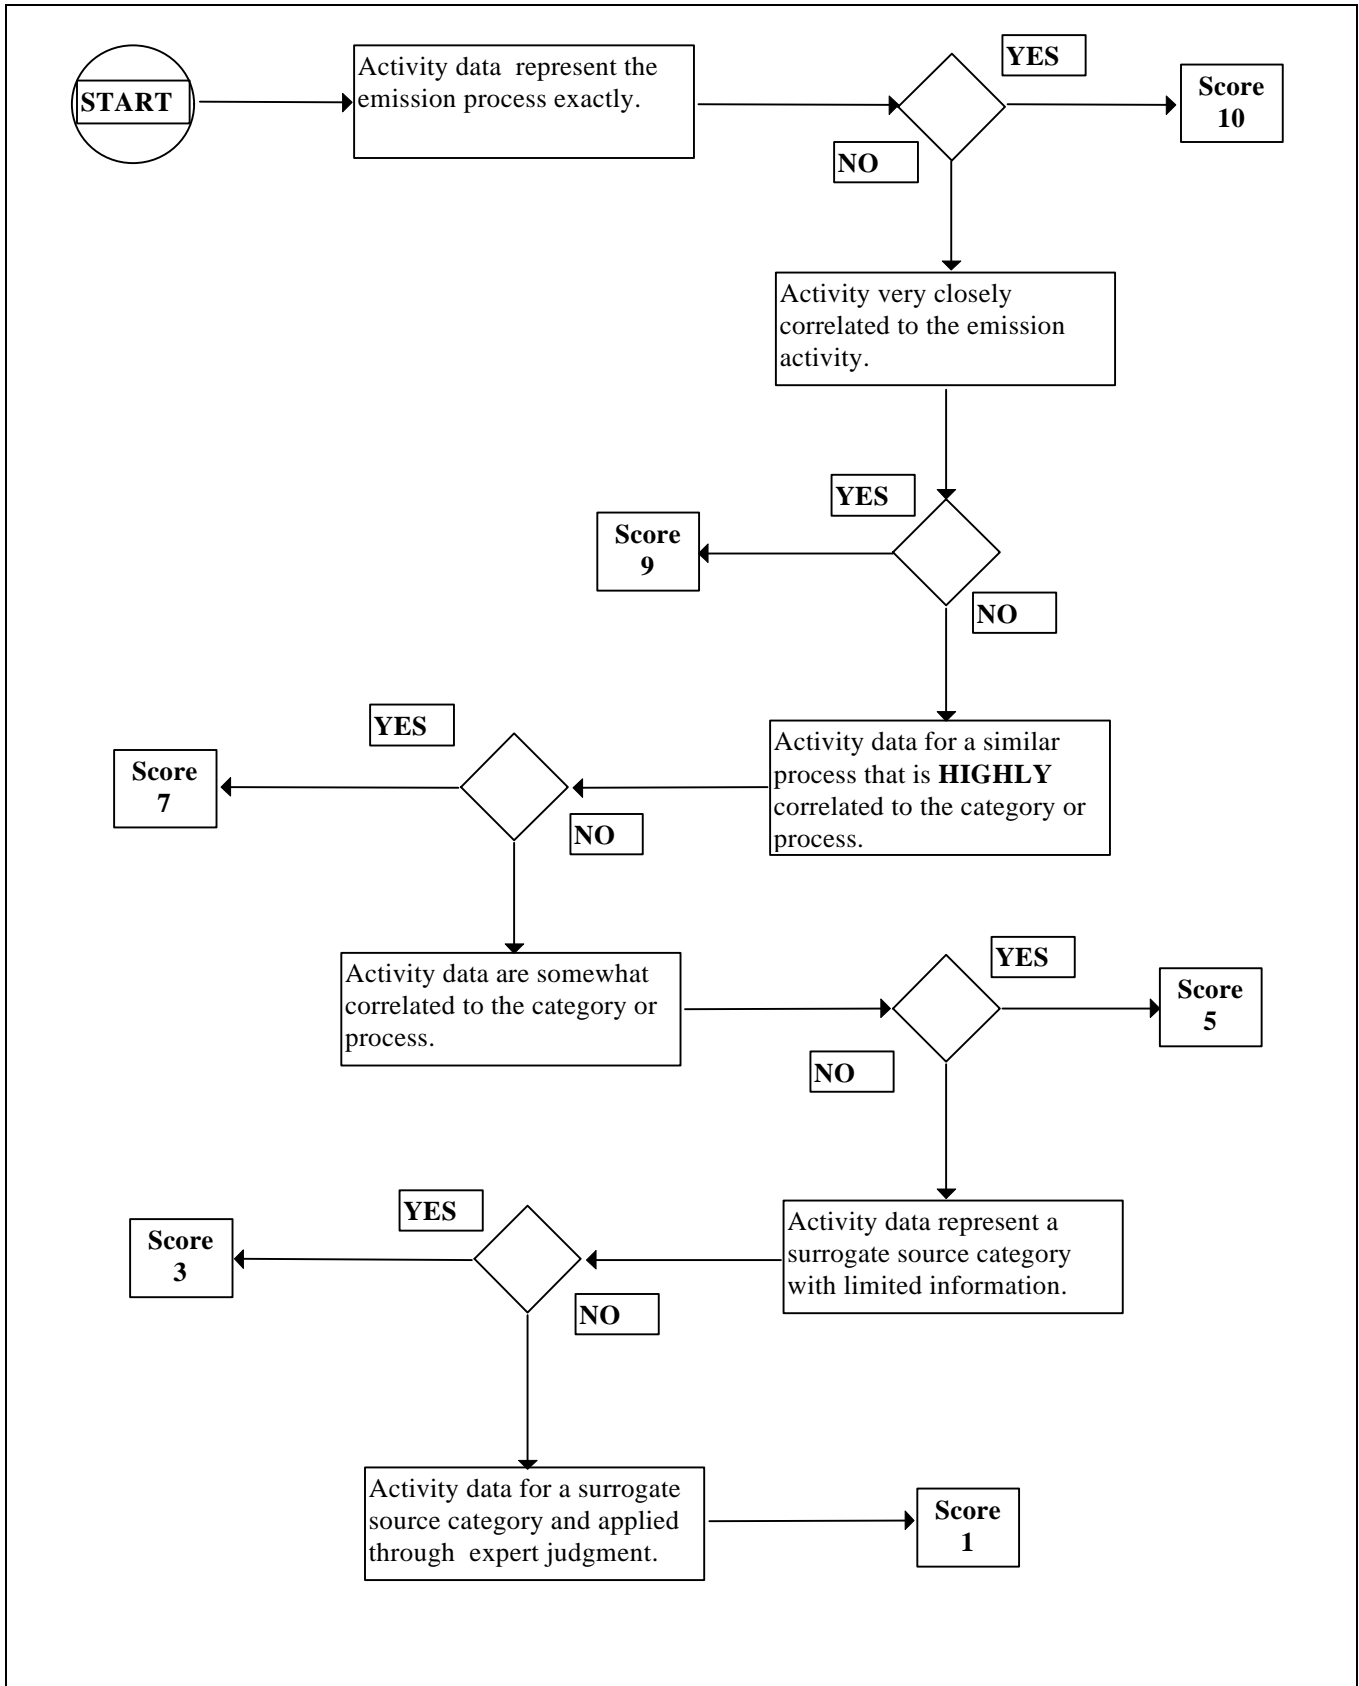 START
Activity data represent the
emission process exactly.
YES
NO
Score
10
Activity very closely
correlated to the emission
activity.
YES
Score
9
NO
Activity data for a similar
process that is HIGHLY
correlated to the category or
process.
YES
Score
7
NO
Activity data are somewhat
correlated to the category or
process.
YES
Score
5
NO
Activity data represent a
surrogate source category
with limited information.
YES
Score
3
NO
Activity data for a surrogate
source category and applied
through expert judgment.
Score
1